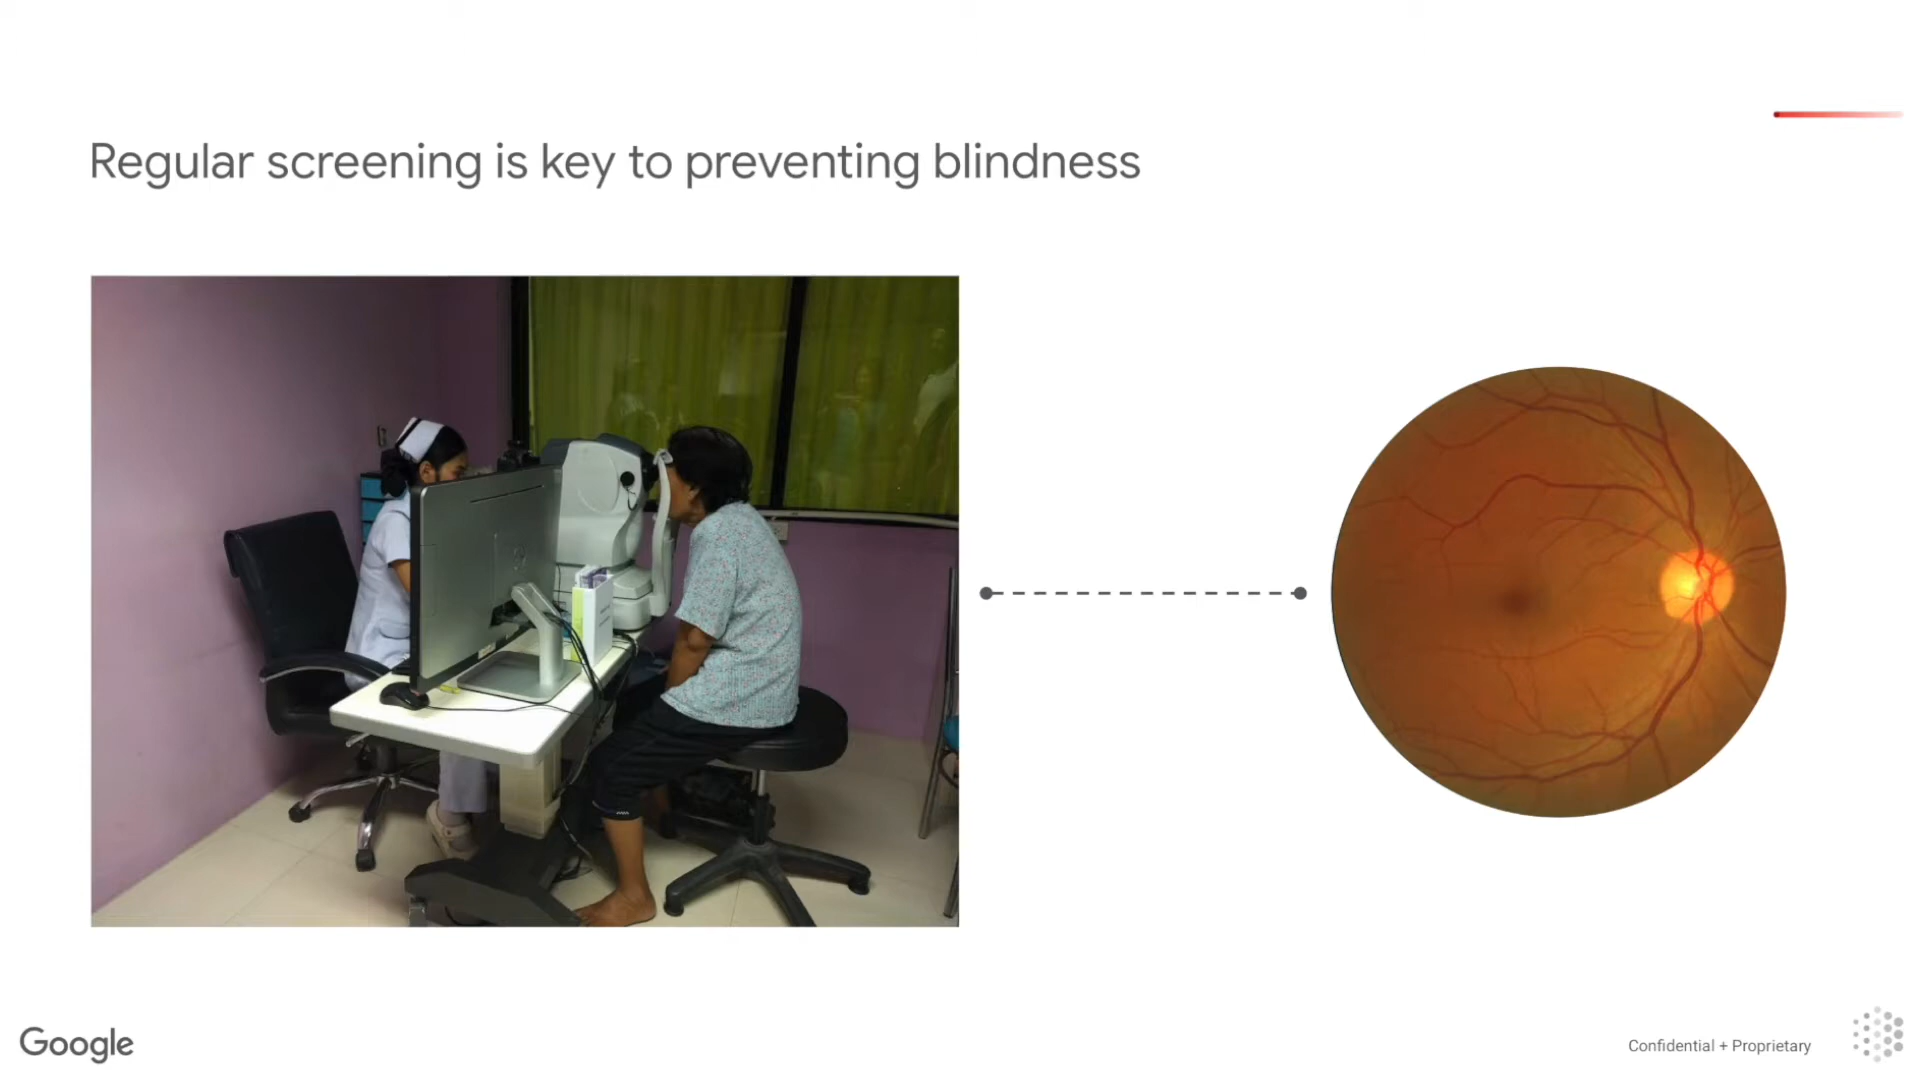 Regular screening is key to preventing blindness
Google
Confidential + Proprietary